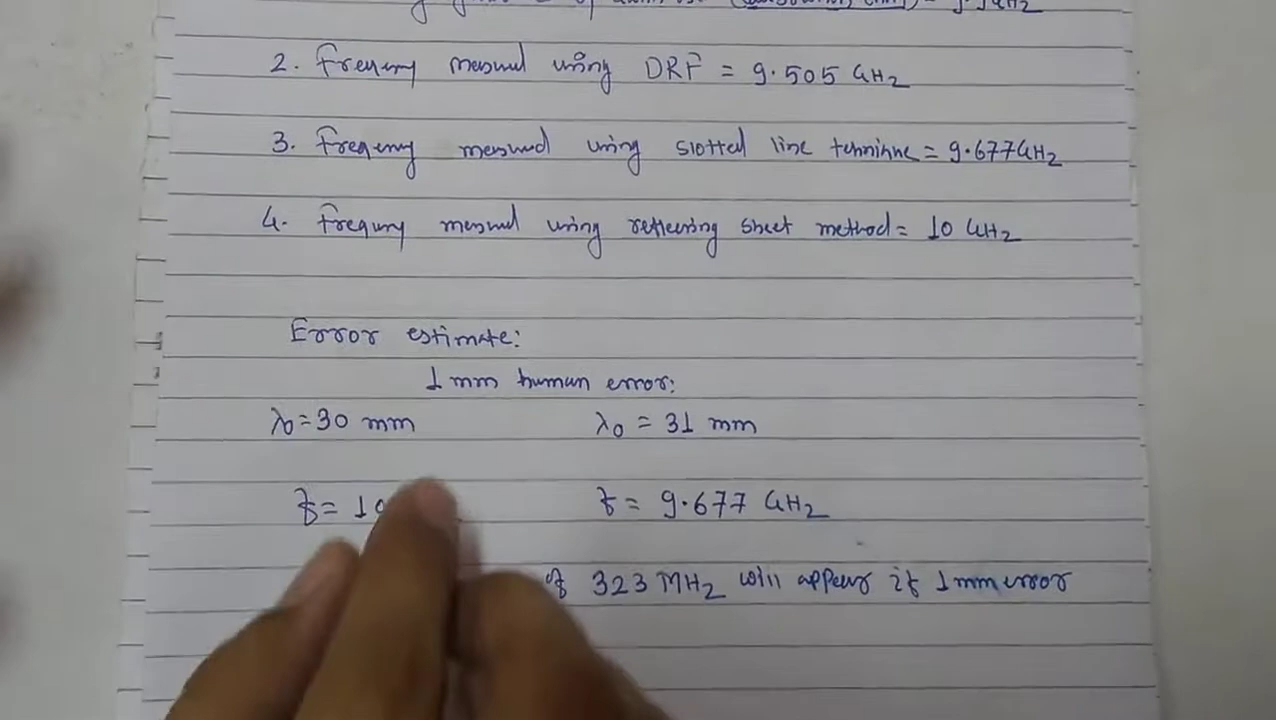 2. Frequency measured using DRF = 9.505 GHz
3. Frequency measured using slotted line technique = 9.677 GHz
4. Frequency measured using reflecting sheet method = 10 GHz
Error estimate:
1 mm human error:
λ0 = 30 mm λ0 = 31 mm
f = 10 f = 9.677 GHz
of 323 MHz will appear if 1 mm error